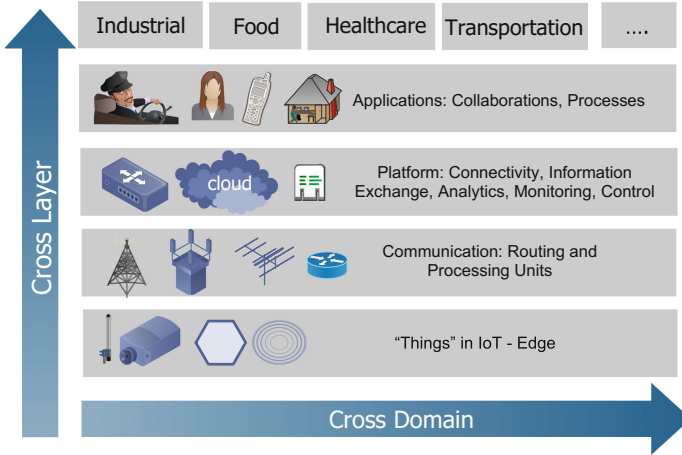 Industrial
Food
Healthcare
Transportation
....
Cross Layer
Applications: Collaborations, Processes
cloud
Platform: Connectivity, Information
Exchange, Analytics, Monitoring, Control
Communication: Routing and
Processing Units
“Things” in IoT - Edge
Cross Domain